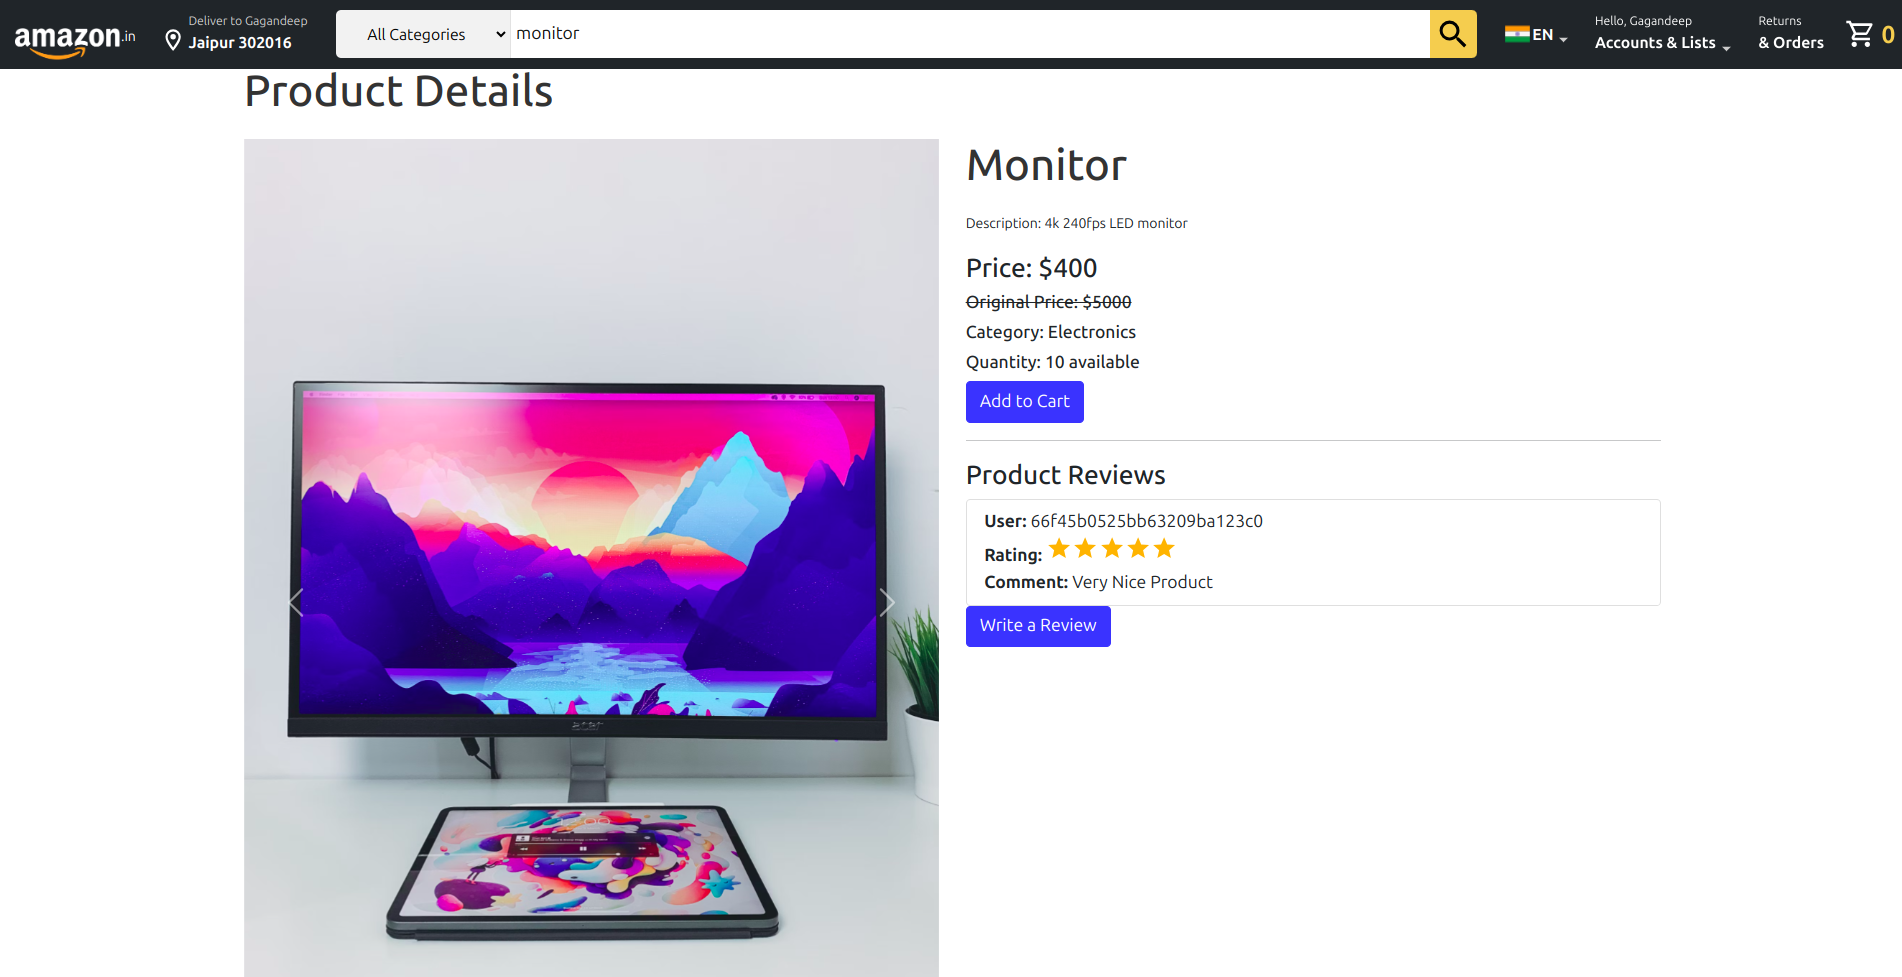 amazon.in
Deliver to Gagandeep
Jaipur 302016
All Categories
monitor
EN
Hello, Gagandeep
Accounts & Lists
Returns
& Orders
0
Product Details
Monitor
Description: 4k 240fps LED monitor
Price: $400
Original Price: $5000
Category: Electronics
Quantity: 10 available
Add to Cart
Product Reviews
User: 66f45b0525bb63209ba123c0
Rating:
Comment: Very Nice Product
Write a Review
acer